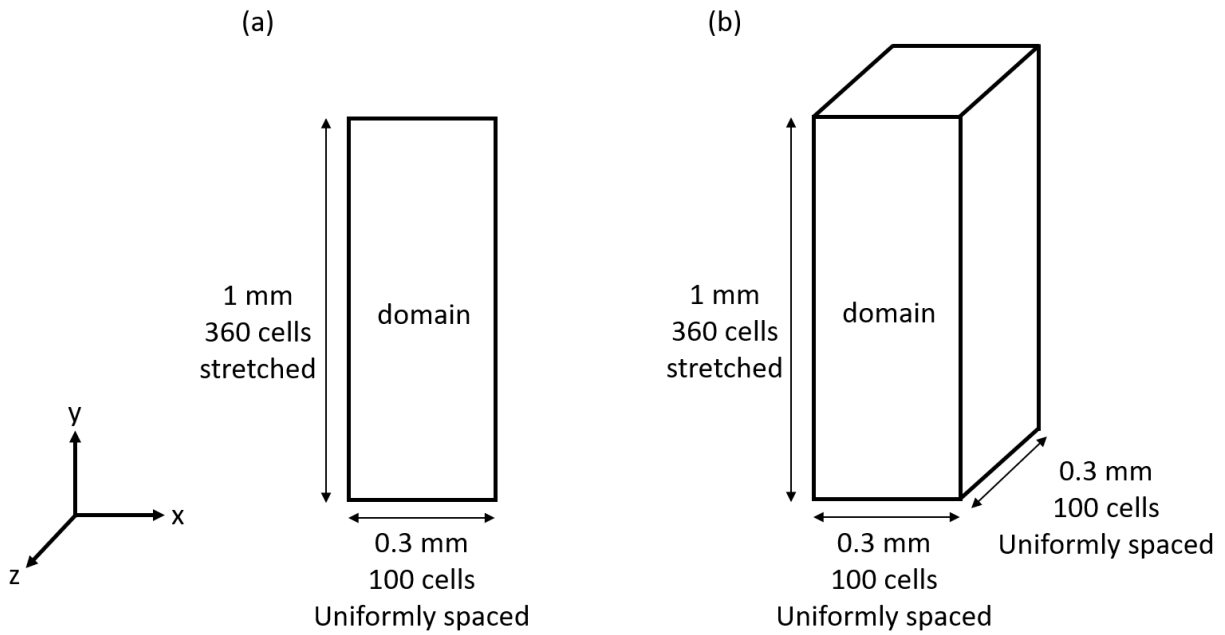 (a)
(b)
1 mm
360 cells
stretched
domain
0.3 mm
100 cells
Uniformly spaced
1 mm
360 cells
stretched
domain
0.3 mm
100 cells
Uniformly spaced
0.3 mm
100 cells
Uniformly spaced
y
x
z